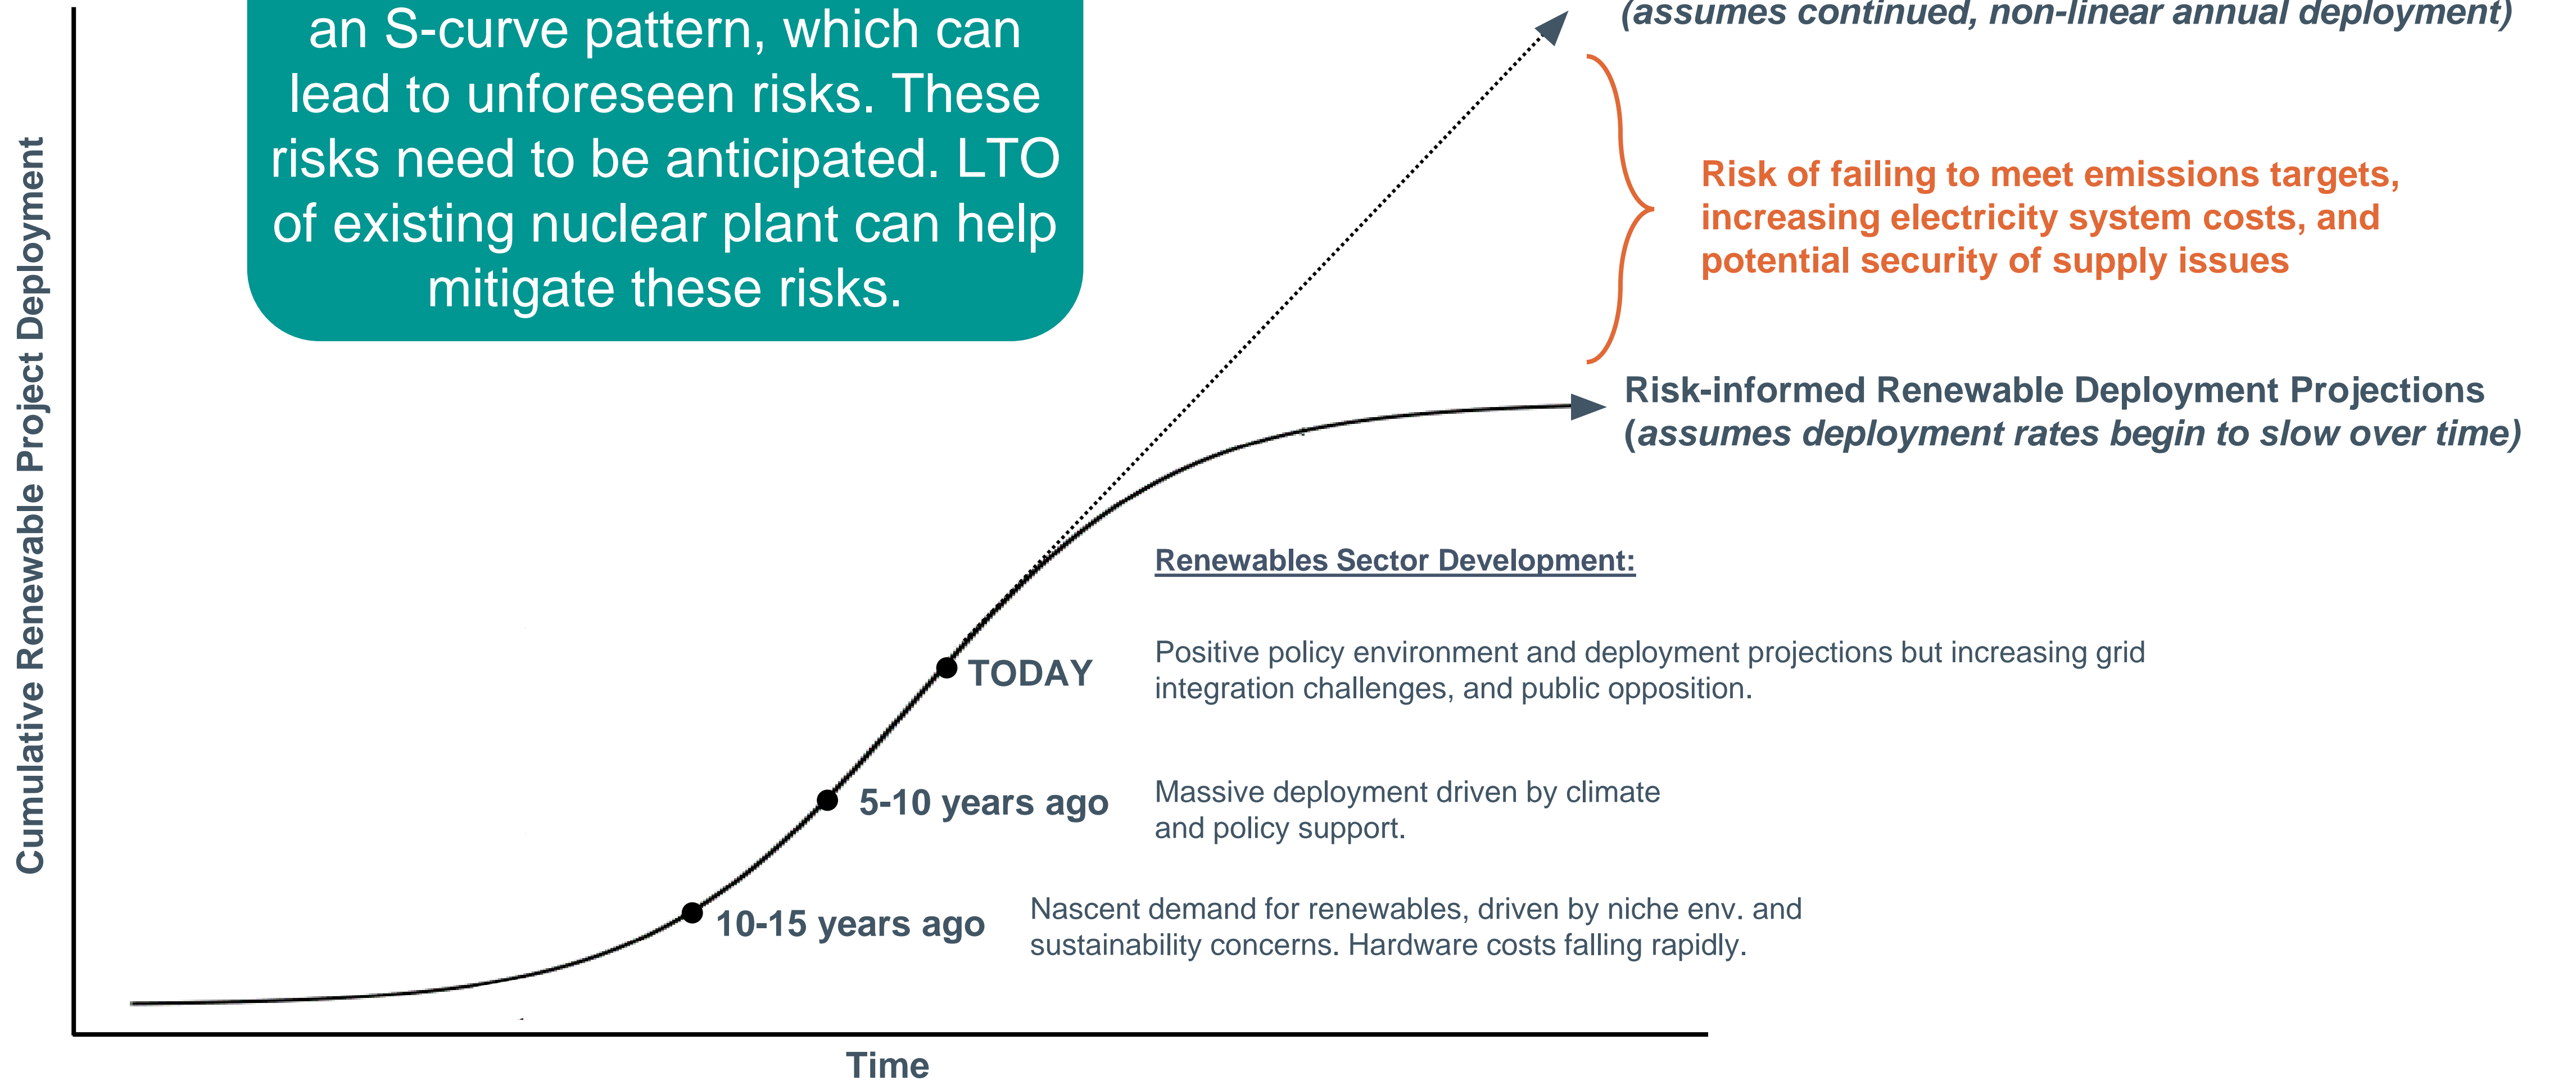 an S-curve pattern, which can
lead to unforeseen risks. These
risks need to be anticipated. LTO
of existing nuclear plant can help
mitigate these risks.
(assumes continued, non-linear annual deployment)
Risk of failing to meet emissions targets,
increasing electricity system costs, and
potential security of supply issues
Risk-informed Renewable Deployment Projections
(assumes deployment rates begin to slow over time)
Cumulative Renewable Project Deployment
Renewables Sector Development:
TODAY
Positive policy environment and deployment projections but increasing grid
integration challenges, and public opposition.
5-10 years ago
Massive deployment driven by climate
and policy support.
10-15 years ago
Nascent demand for renewables, driven by niche env. and
sustainability concerns. Hardware costs falling rapidly.
Time